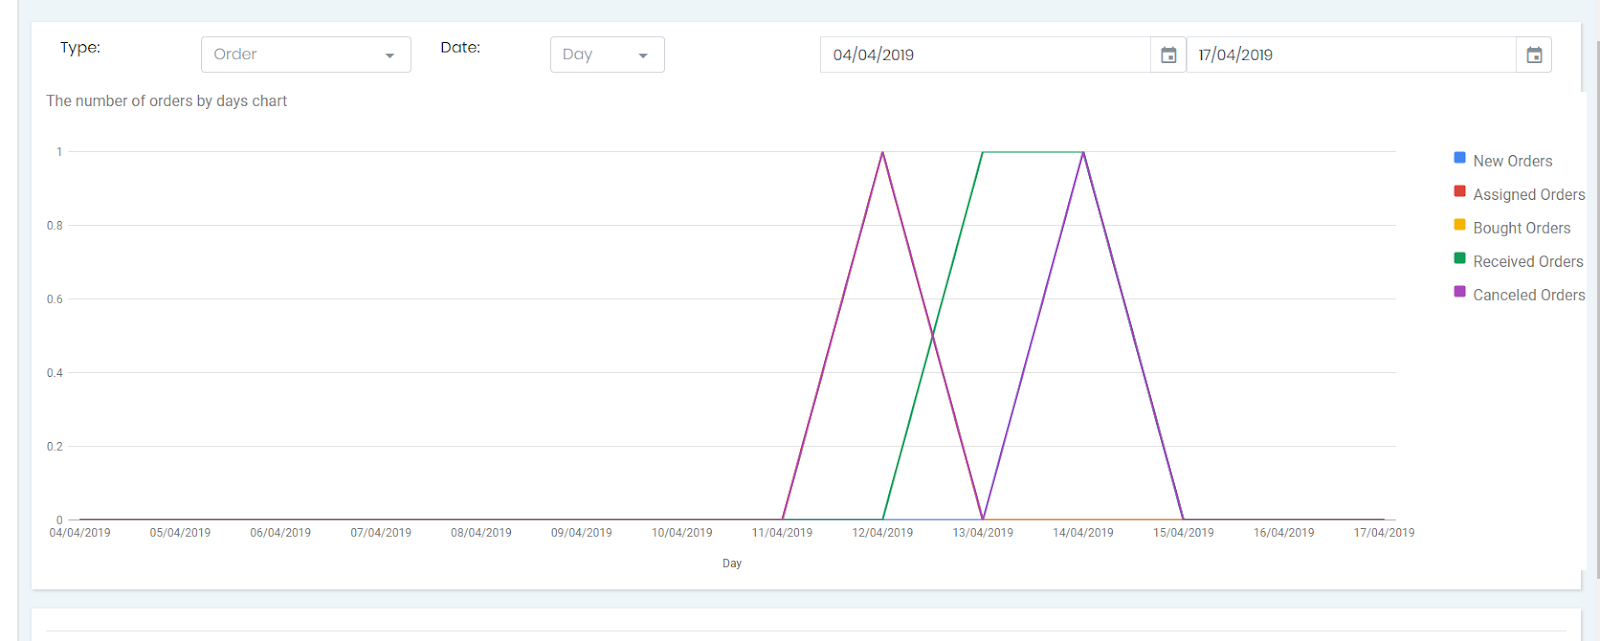 Type: Order Date: Day 04/04/2019 17/04/2019
The number of orders by days chart
1
0.8
0.6
0.4
0.2
0
04/04/2019 05/04/2019 06/04/2019 07/04/2019 08/04/2019 09/04/2019 10/04/2019 11/04/2019 12/04/2019 13/04/2019 14/04/2019 15/04/2019 16/04/2019 17/04/2019
Day
New Orders
Assigned Orders
Bought Orders
Received Orders
Canceled Orders